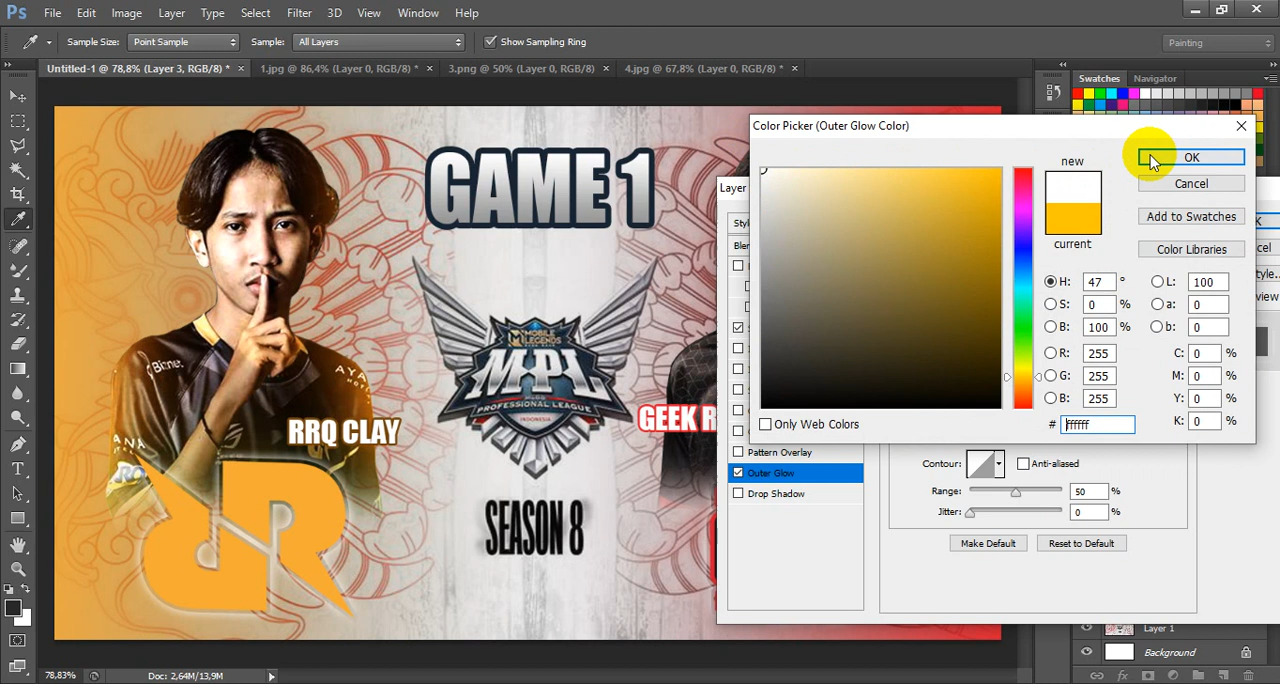 Ps File Edit Image Layer Type Select Filter 3D View Window Help
Sample Size: Point Sample Sample: All Layers Show Sampling Ring Painting
Untitled-1 @ 78,8% (Layer 3, RGB/8) * × 1.jpg @ 86,4% (Layer 0, RGB/8) * × 3.png @ 50% (Layer 0, RGB/8) × 4.jpg @ 67,8% (Layer 0, RGB/8) * ×
Swatches Navigator
Color Picker (Outer Glow Color)
new
OK
Cancel
Add to Swatches
current
Color Libraries
H: 47 ° L: 100
S: 0 % a: 0
B: 100 % b: 0
R: 255 C: 0 %
G: 255 M: 0 %
B: 255 Y: 0 %
# ffffff K: 0 %
Only Web Colors
Layer
Pattern Overlay
Outer Glow
Drop Shadow
Contour: Anti-aliased
Range: 50 %
Jitter: 0 %
Make Default Reset to Default
GAME 1
MOBILE
LEGENDS
MPL
PROFESSIONAL LEAGUE
INDONESIA
SEASON 8
RRQ CLAY
GEEK
Biznet
Layer 1
Background
78,83% Doc: 2,64M/13,9M